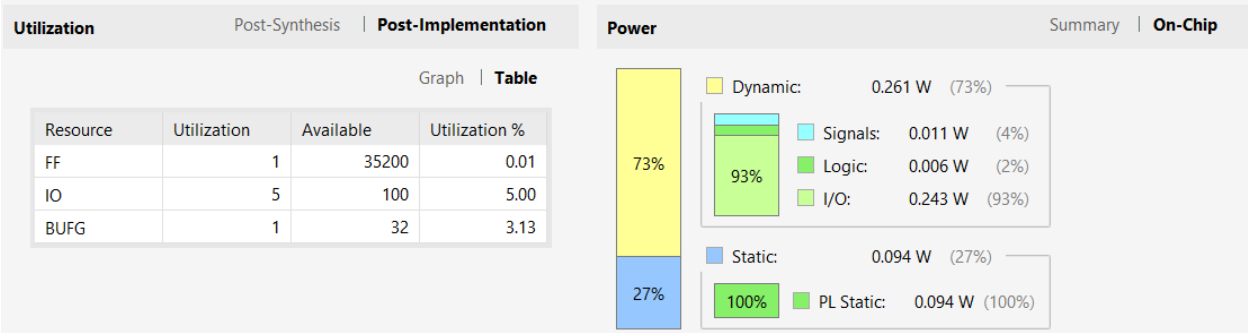 Utilization Post-Synthesis | Post-Implementation
Graph | Table
Resource Utilization Available Utilization %
FF 1 35200 0.01
IO 5 100 5.00
BUFG 1 32 3.13
Power Summary | On-Chip
73%
27%
Dynamic: 0.261 W (73%)
93%
Signals: 0.011 W (4%)
Logic: 0.006 W (2%)
I/O: 0.243 W (93%)
Static: 0.094 W (27%)
100% PL Static: 0.094 W (100%)